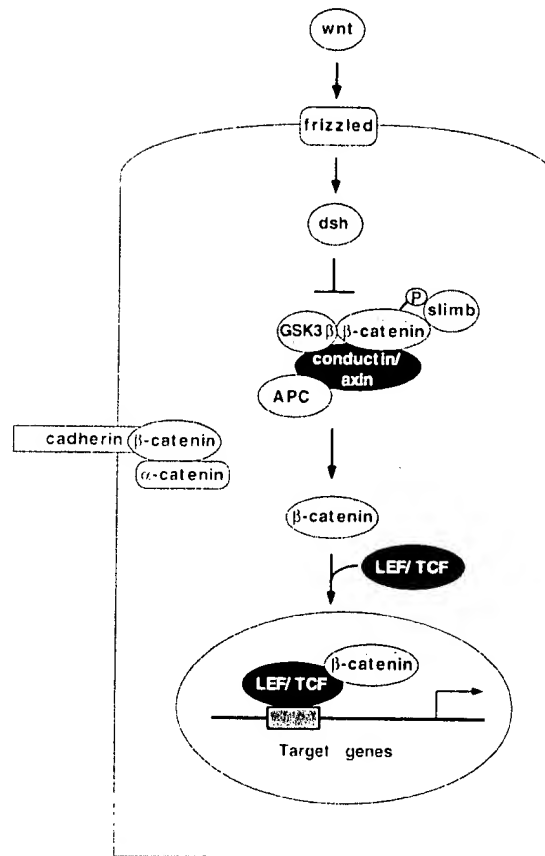 wnt
frizzled
dsh
P
slimb
GSK3 β
β-catenin
conductin/
axin
APC
cadherin
β-catenin
α-catenin
β-catenin
LEF/ TCF
β-catenin
LEF/ TCF
Target genes